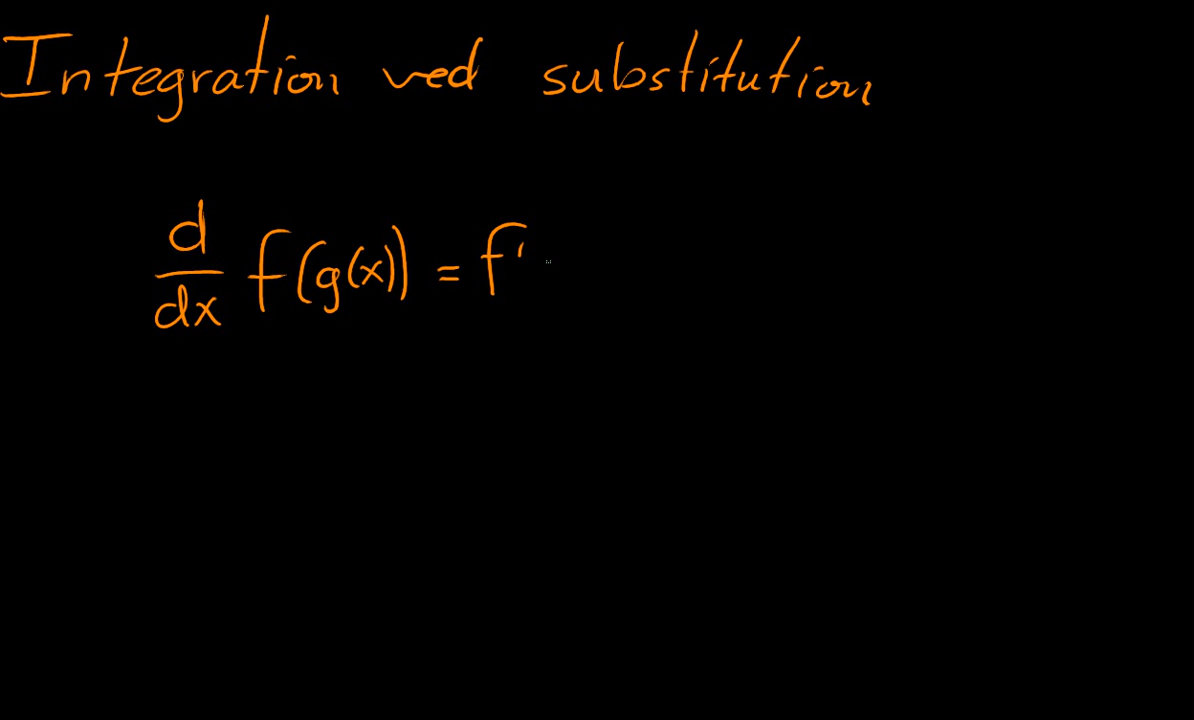 Integration ved substitution
d/dx f(g(x)) = f'